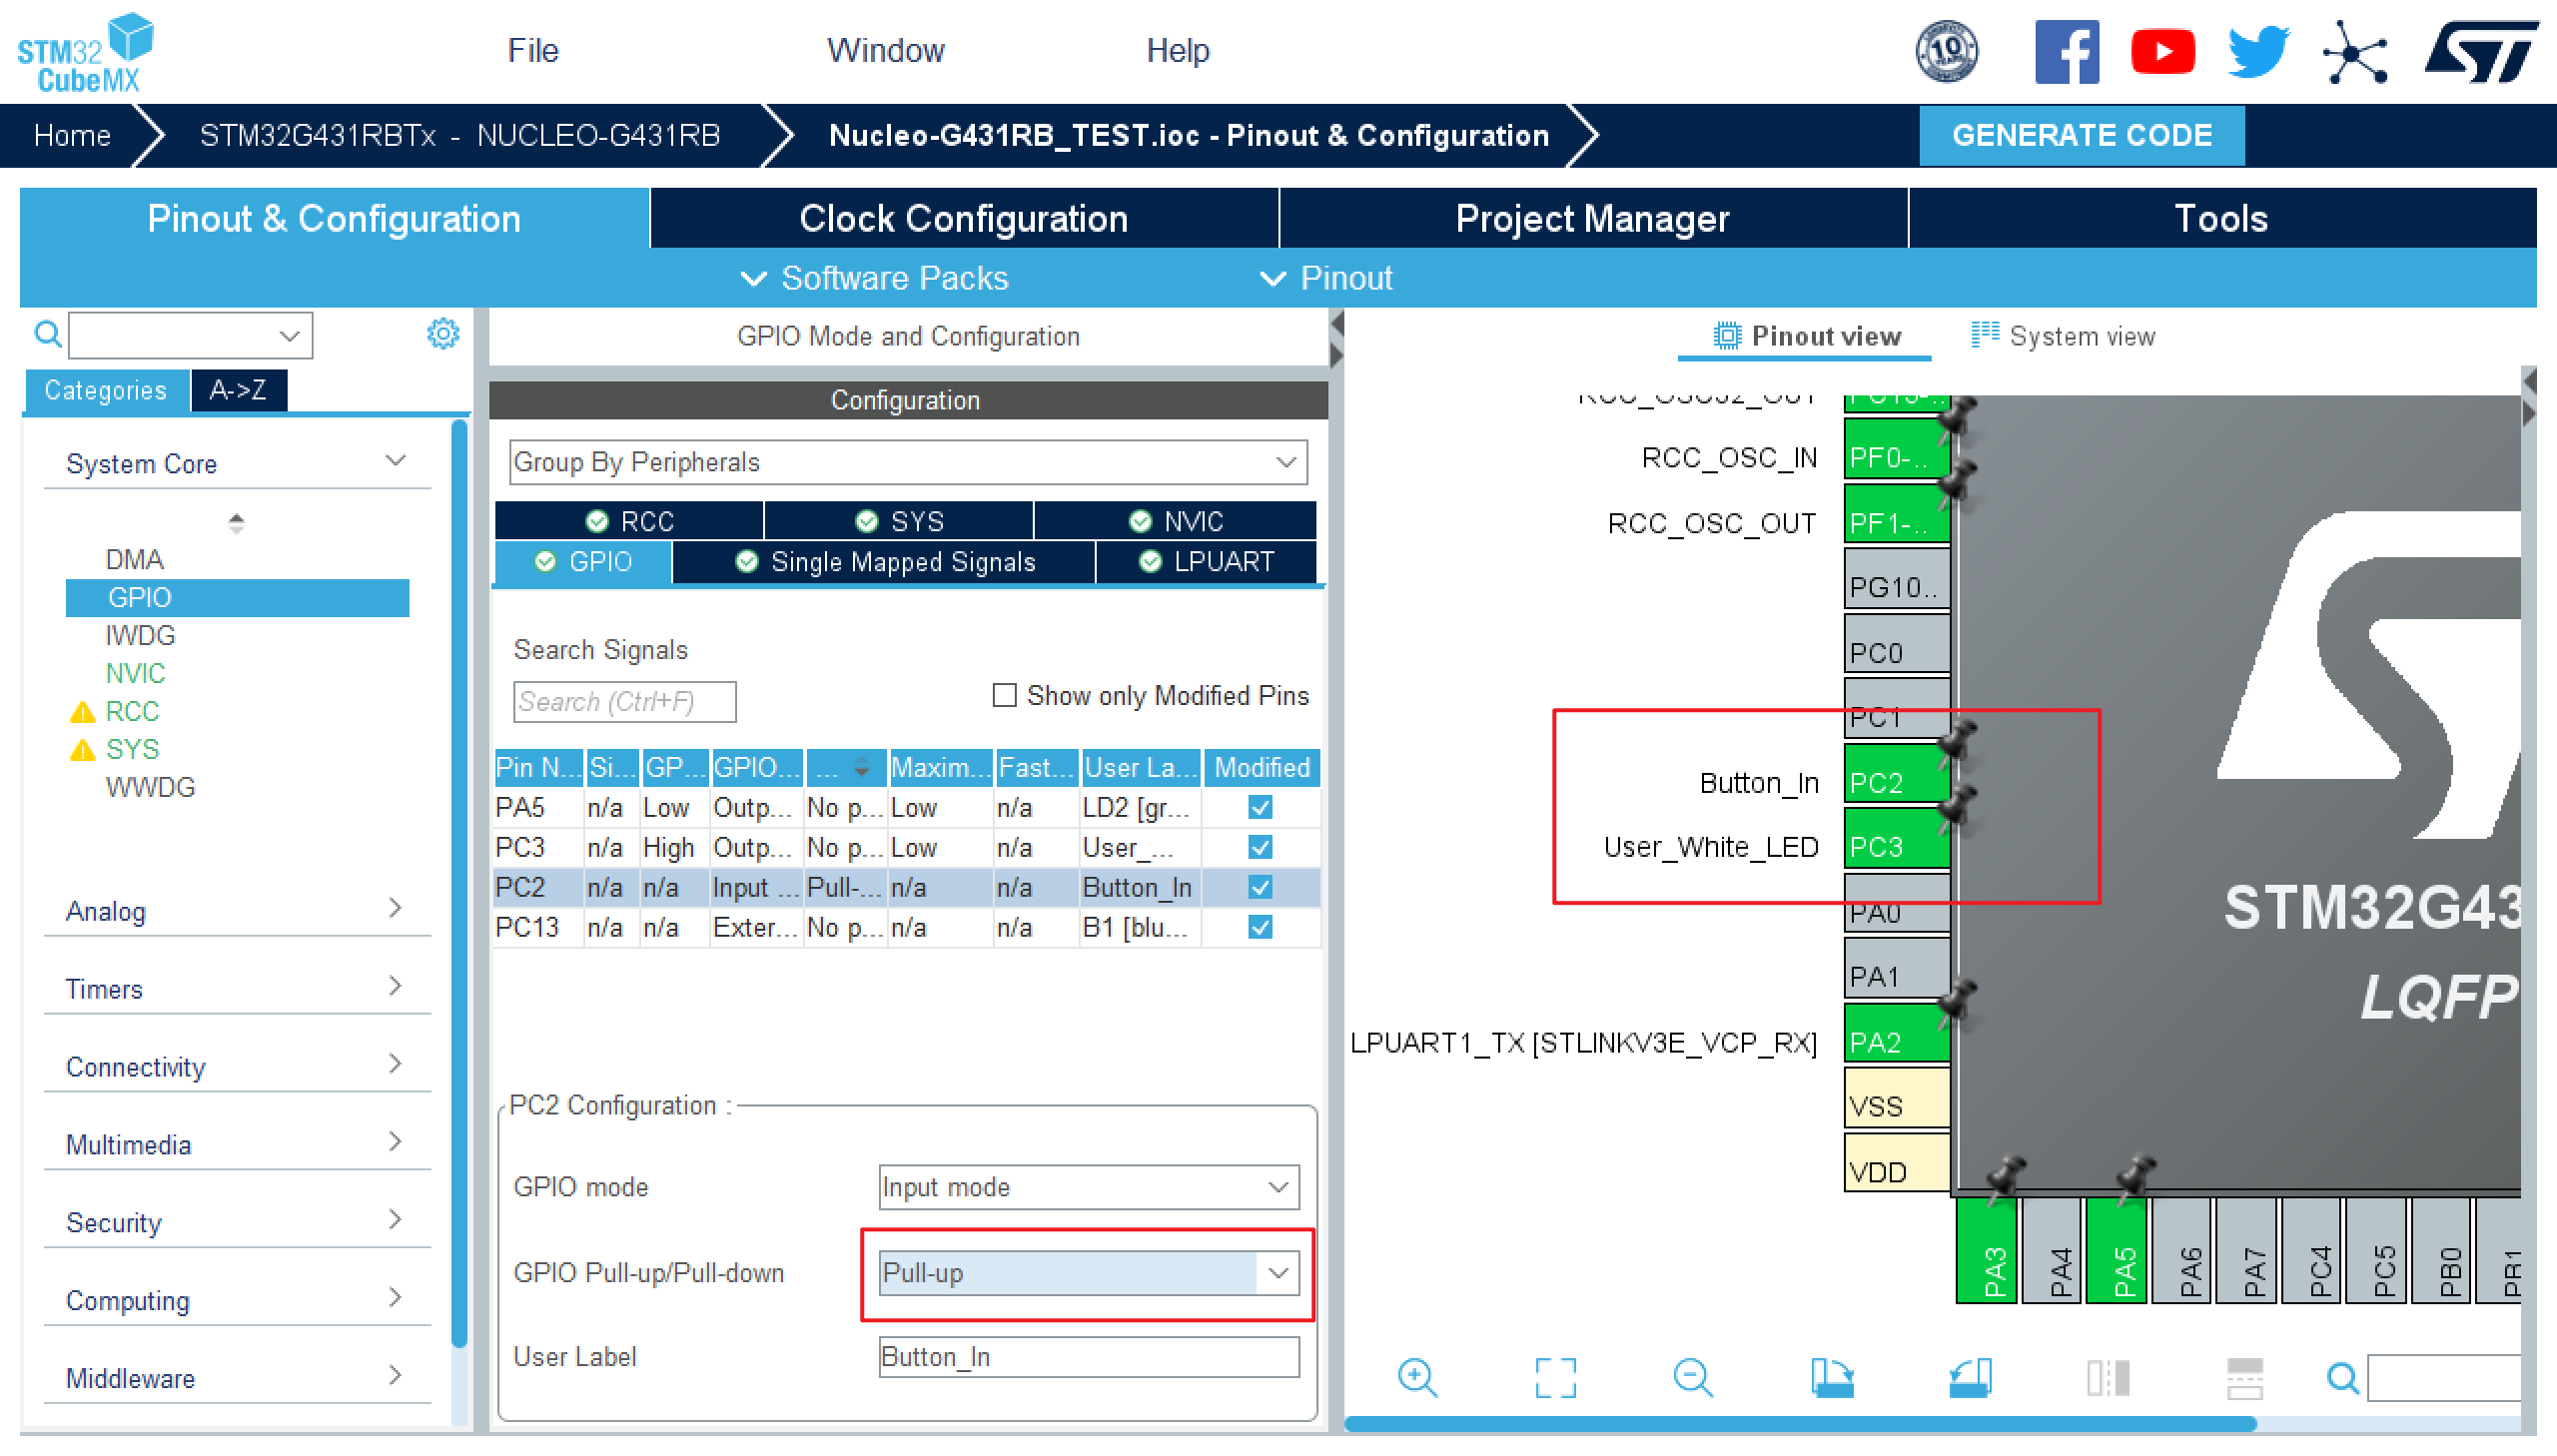 STM32
CubeMX
File
Window
Help
10
YEARS
Home
STM32G431RBTx - NUCLEO-G431RB
Nucleo-G431RB_TEST.ioc - Pinout & Configuration
GENERATE CODE
Pinout & Configuration
Clock Configuration
Project Manager
Tools
Software Packs
Pinout
Categories
A->Z
System Core
DMA
GPIO
IWDG
NVIC
RCC
SYS
WWDG
Analog
Timers
Connectivity
Multimedia
Security
Computing
Middleware
GPIO Mode and Configuration
Configuration
Group By Peripherals
RCC
SYS
NVIC
GPIO
Single Mapped Signals
LPUART
Search Signals
Search (Ctrl+F)
Show only Modified Pins
Pin N... Si... GP... GPIO... ... Maxim... Fast... User La... Modified
PA5 n/a Low Outp... No p... Low n/a LD2 [gr...
PC3 n/a High Outp... No p... Low n/a User_...
PC2 n/a n/a Input ... Pull-... n/a n/a Button_In
PC13 n/a n/a Exter... No p... n/a n/a B1 [blu...
PC2 Configuration :
GPIO mode
Input mode
GPIO Pull-up/Pull-down
Pull-up
User Label
Button_In
Pinout view
System view
RCC_OSC32_OUT PC15-..
RCC_OSC_IN PF0-..
RCC_OSC_OUT PF1-..
PG10..
PC0
PC1
Button_In PC2
User_White_LED PC3
PA0
PA1
LPUART1_TX [STLINKV3E_VCP_RX] PA2
VSS
VDD
PA3
PA4
PA5
PA6
PA7
PC4
PC5
PB0
PB1
STM32G43
LQFP